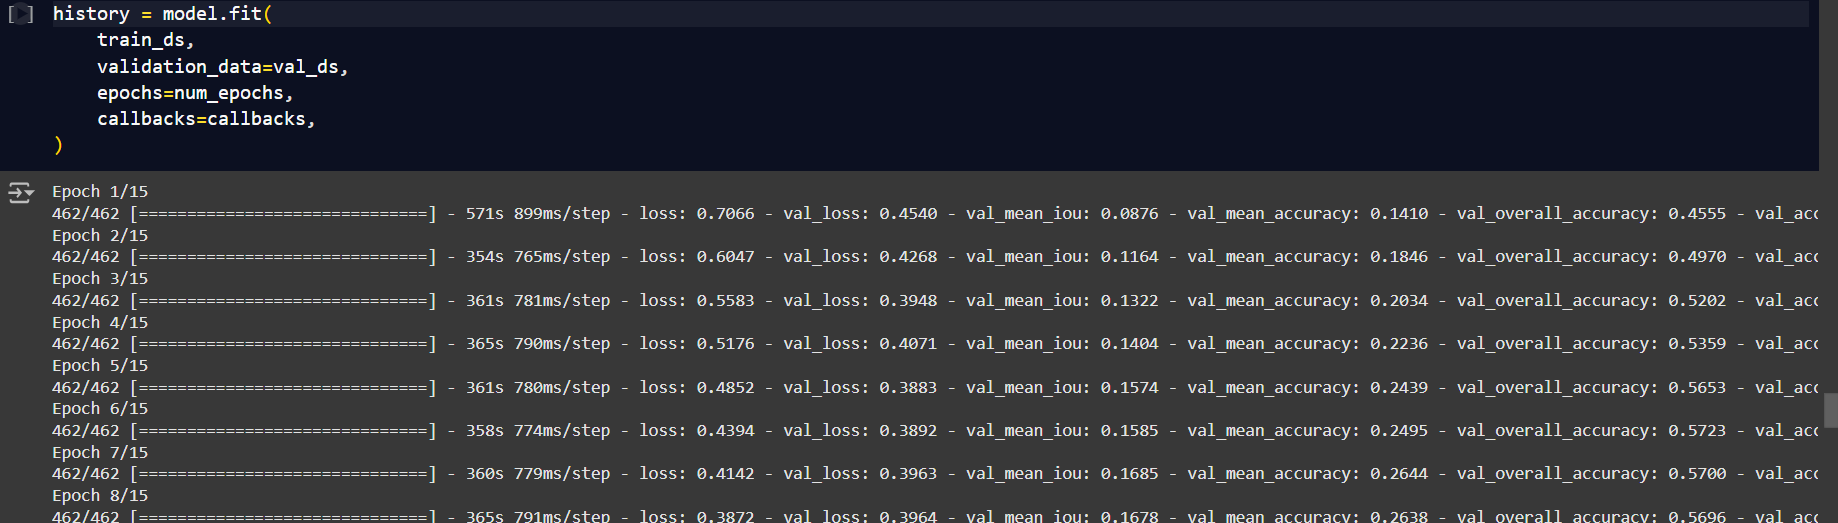 history = model.fit(
    train_ds,
    validation_data=val_ds,
    epochs=num_epochs,
    callbacks=callbacks,
)
Epoch 1/15
462/462 [==============================] - 571s 899ms/step - loss: 0.7066 - val_loss: 0.4540 - val_mean_iou: 0.0876 - val_mean_accuracy: 0.1410 - val_overall_accuracy: 0.4555 - val_acc
Epoch 2/15
462/462 [==============================] - 354s 765ms/step - loss: 0.6047 - val_loss: 0.4268 - val_mean_iou: 0.1164 - val_mean_accuracy: 0.1846 - val_overall_accuracy: 0.4970 - val_acc
Epoch 3/15
462/462 [==============================] - 361s 781ms/step - loss: 0.5583 - val_loss: 0.3948 - val_mean_iou: 0.1322 - val_mean_accuracy: 0.2034 - val_overall_accuracy: 0.5202 - val_acc
Epoch 4/15
462/462 [==============================] - 365s 790ms/step - loss: 0.5176 - val_loss: 0.4071 - val_mean_iou: 0.1404 - val_mean_accuracy: 0.2236 - val_overall_accuracy: 0.5359 - val_acc
Epoch 5/15
462/462 [==============================] - 361s 780ms/step - loss: 0.4852 - val_loss: 0.3883 - val_mean_iou: 0.1574 - val_mean_accuracy: 0.2439 - val_overall_accuracy: 0.5653 - val_acc
Epoch 6/15
462/462 [==============================] - 358s 774ms/step - loss: 0.4394 - val_loss: 0.3892 - val_mean_iou: 0.1585 - val_mean_accuracy: 0.2495 - val_overall_accuracy: 0.5723 - val_acc
Epoch 7/15
462/462 [==============================] - 360s 779ms/step - loss: 0.4142 - val_loss: 0.3963 - val_mean_iou: 0.1685 - val_mean_accuracy: 0.2644 - val_overall_accuracy: 0.5700 - val_acc
Epoch 8/15
462/462 [==============================] - 365s 791ms/step - loss: 0.3872 - val_loss: 0.3964 - val_mean_iou: 0.1678 - val_mean_accuracy: 0.2638 - val_overall_accuracy: 0.5696 - val_acc